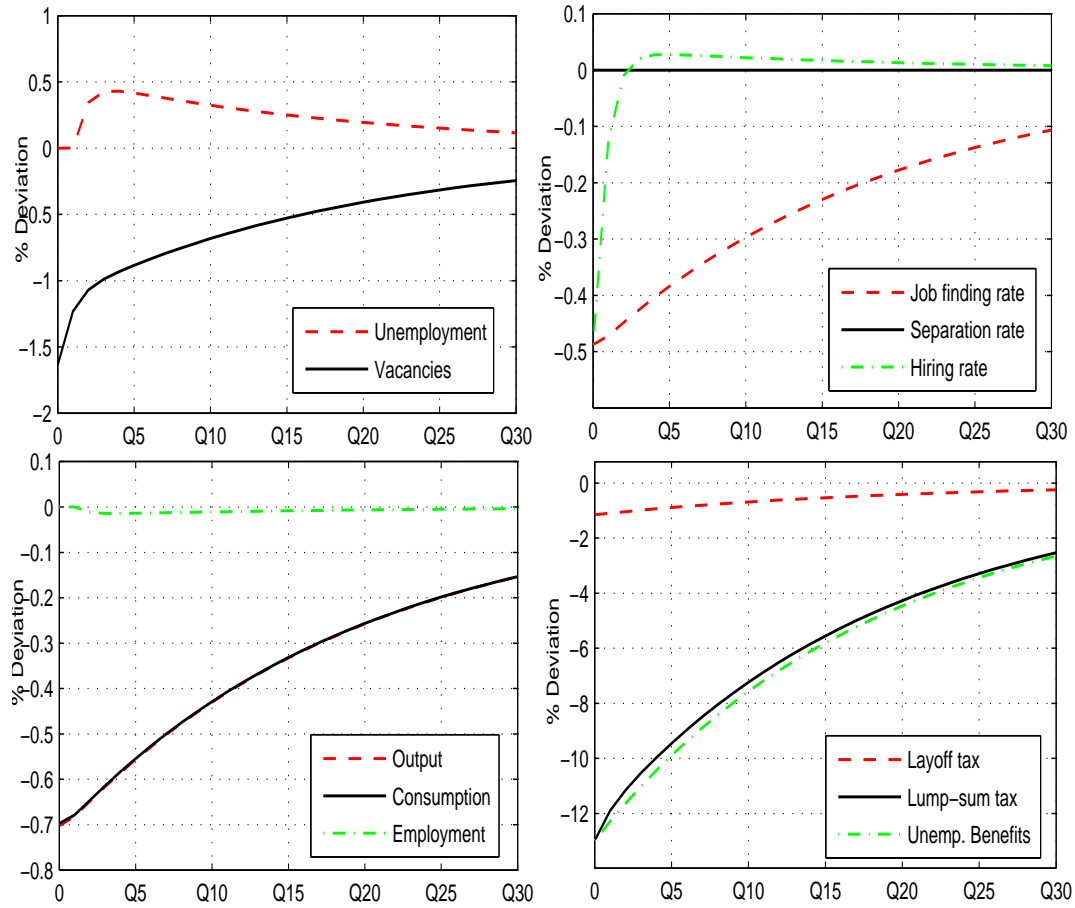 1
0.5
0
-0.5
-1
-1.5
-2
% Deviation
Unemployment
Vacancies
0 Q5 Q10 Q15 Q20 Q25 Q30
0.1
0
-0.1
-0.2
-0.3
-0.4
-0.5
% Deviation
Job finding rate
Separation rate
Hiring rate
0 Q5 Q10 Q15 Q20 Q25 Q30
0.1
0
-0.1
-0.2
-0.3
-0.4
-0.5
-0.6
-0.7
-0.8
% Deviation
Output
Consumption
Employment
0 Q5 Q10 Q15 Q20 Q25 Q30
0
-2
-4
-6
-8
-10
-12
% Deviation
Layoff tax
Lump-sum tax
Unemp. Benefits
0 Q5 Q10 Q15 Q20 Q25 Q30